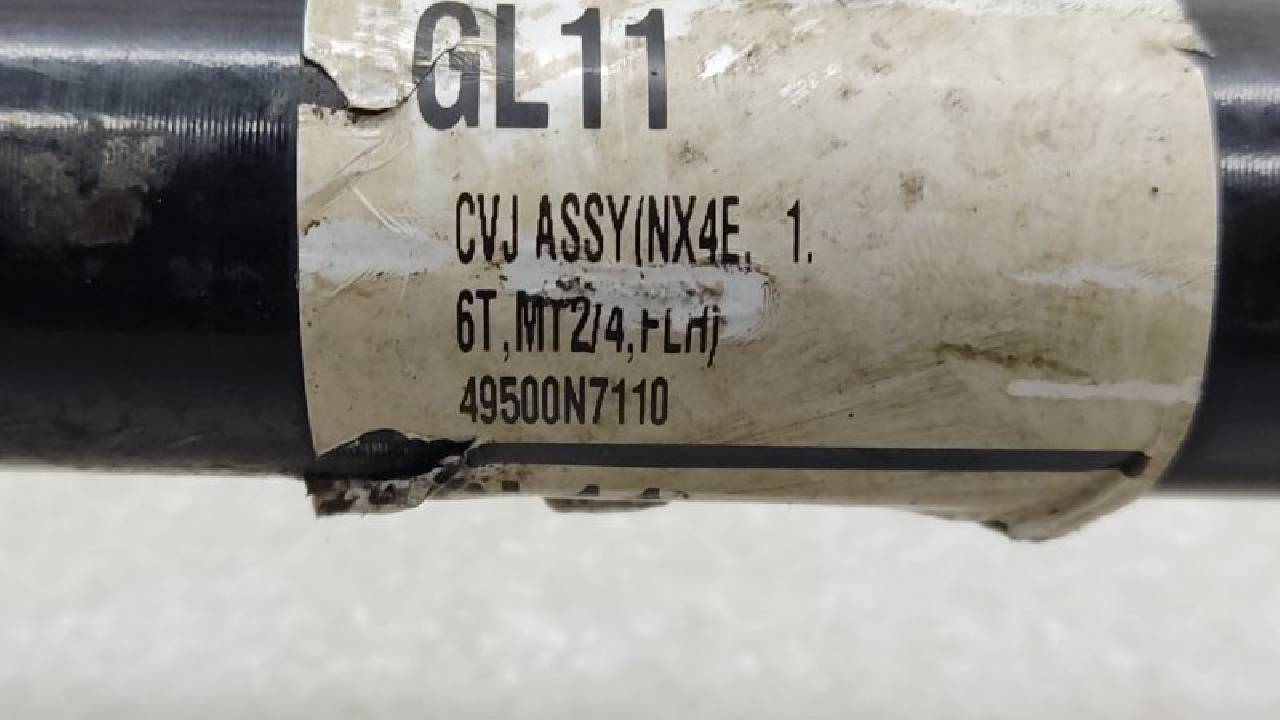 GL11
CVJ ASSY(NX4E, 1.
6T,MT2/4,FLH)
49500N7110